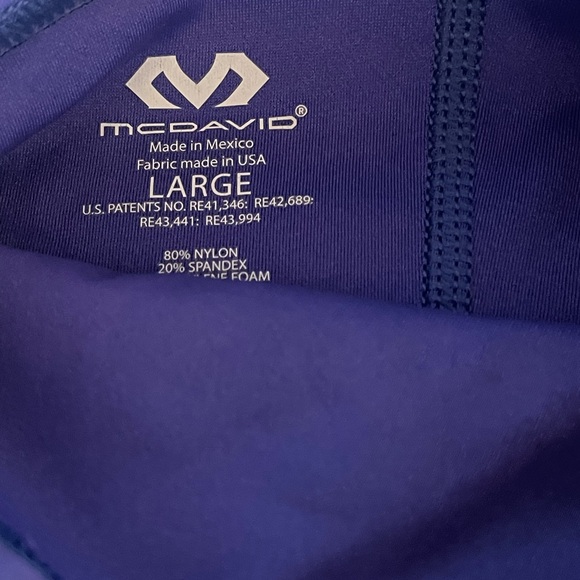 MCDAVID®
Made in Mexico
Fabric made in USA
LARGE
U.S. PATENTS NO. RE41,346: RE42,689:
RE43,441: RE43,994
80% NYLON
20% SPANDEX
FOAM